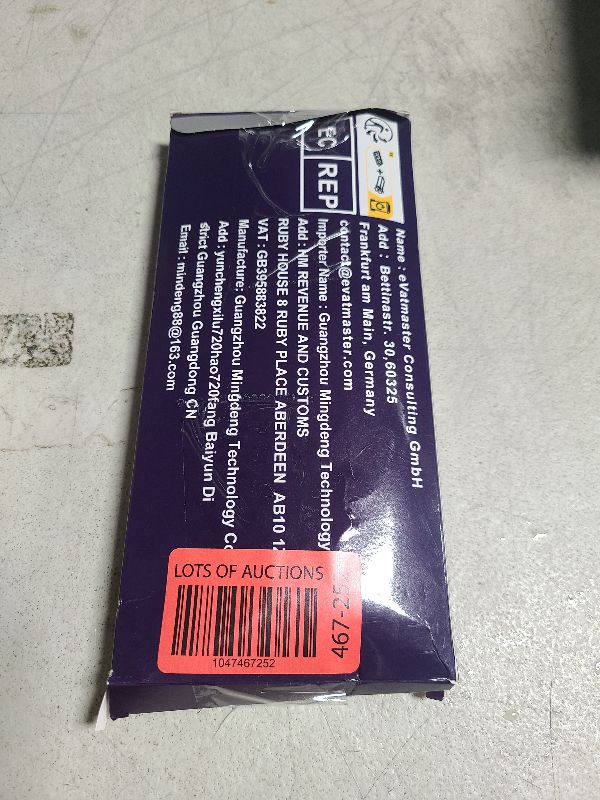 EC REP
Name : eVatmaster Consulting GmbH
Add : Bettinastr. 30,60325
Frankfurt am Main, Germany
contact@eVatmaster.com
Importer Name : Guangzhou Mingdeng Technology
Add : HM REVENUE AND CUSTOMS
RUBY HOUSE 8 RUBY PLACE ABERDEEN AB10 1
VAT : GB395883822
Manufacture : Guangzhou Mingdeng Technology Co
Add : yunchengxilu720hao720fang Baiyun Di
strict Guangzhou Guangdong CN
Email : mindeng88@163.com
LOTS OF AUCTIONS
1047467252
467-252